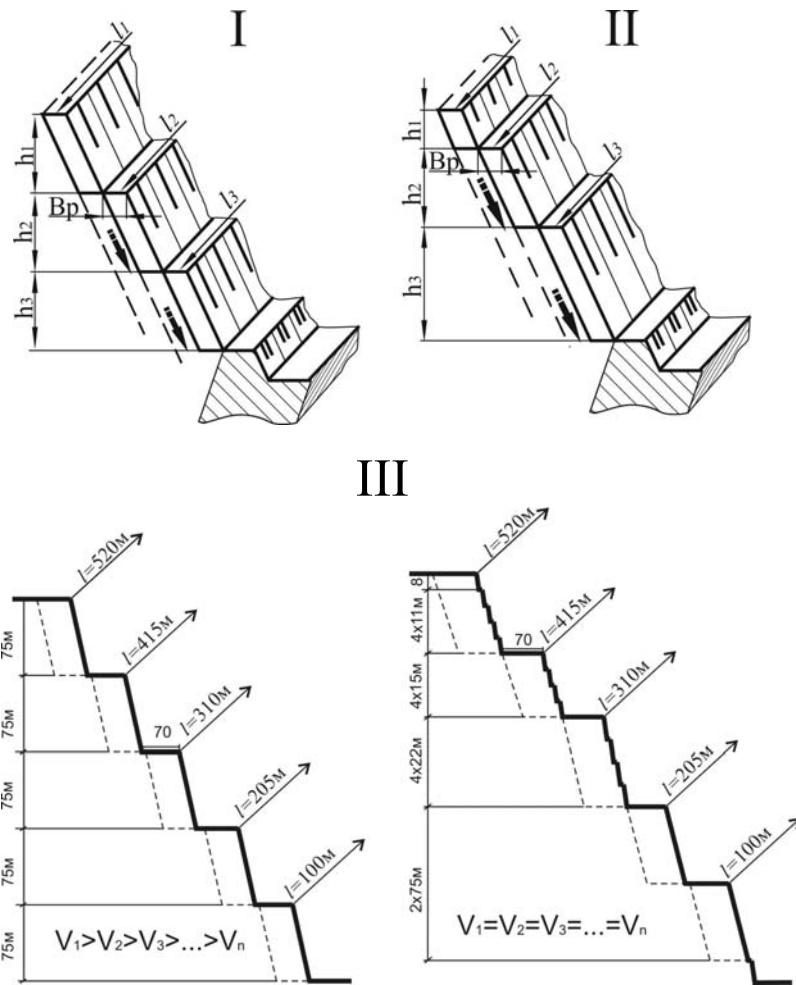 I
l₁
h₁
l₂
Bp
h₂
l₃
h₃
II
l₁
h₁
l₂
Bp
h₂
l₃
h₃
III
l=520м
75м
l=415м
75м
l=310м
70
75м
l=205м
75м
l=100м
75м
V₁>V₂>V₃>...>Vₙ
l=520м
8
4x11м
l=415м
70
4x15м
l=310м
4x22м
l=205м
2x75м
l=100м
V₁=V₂=V₃=...=Vₙ